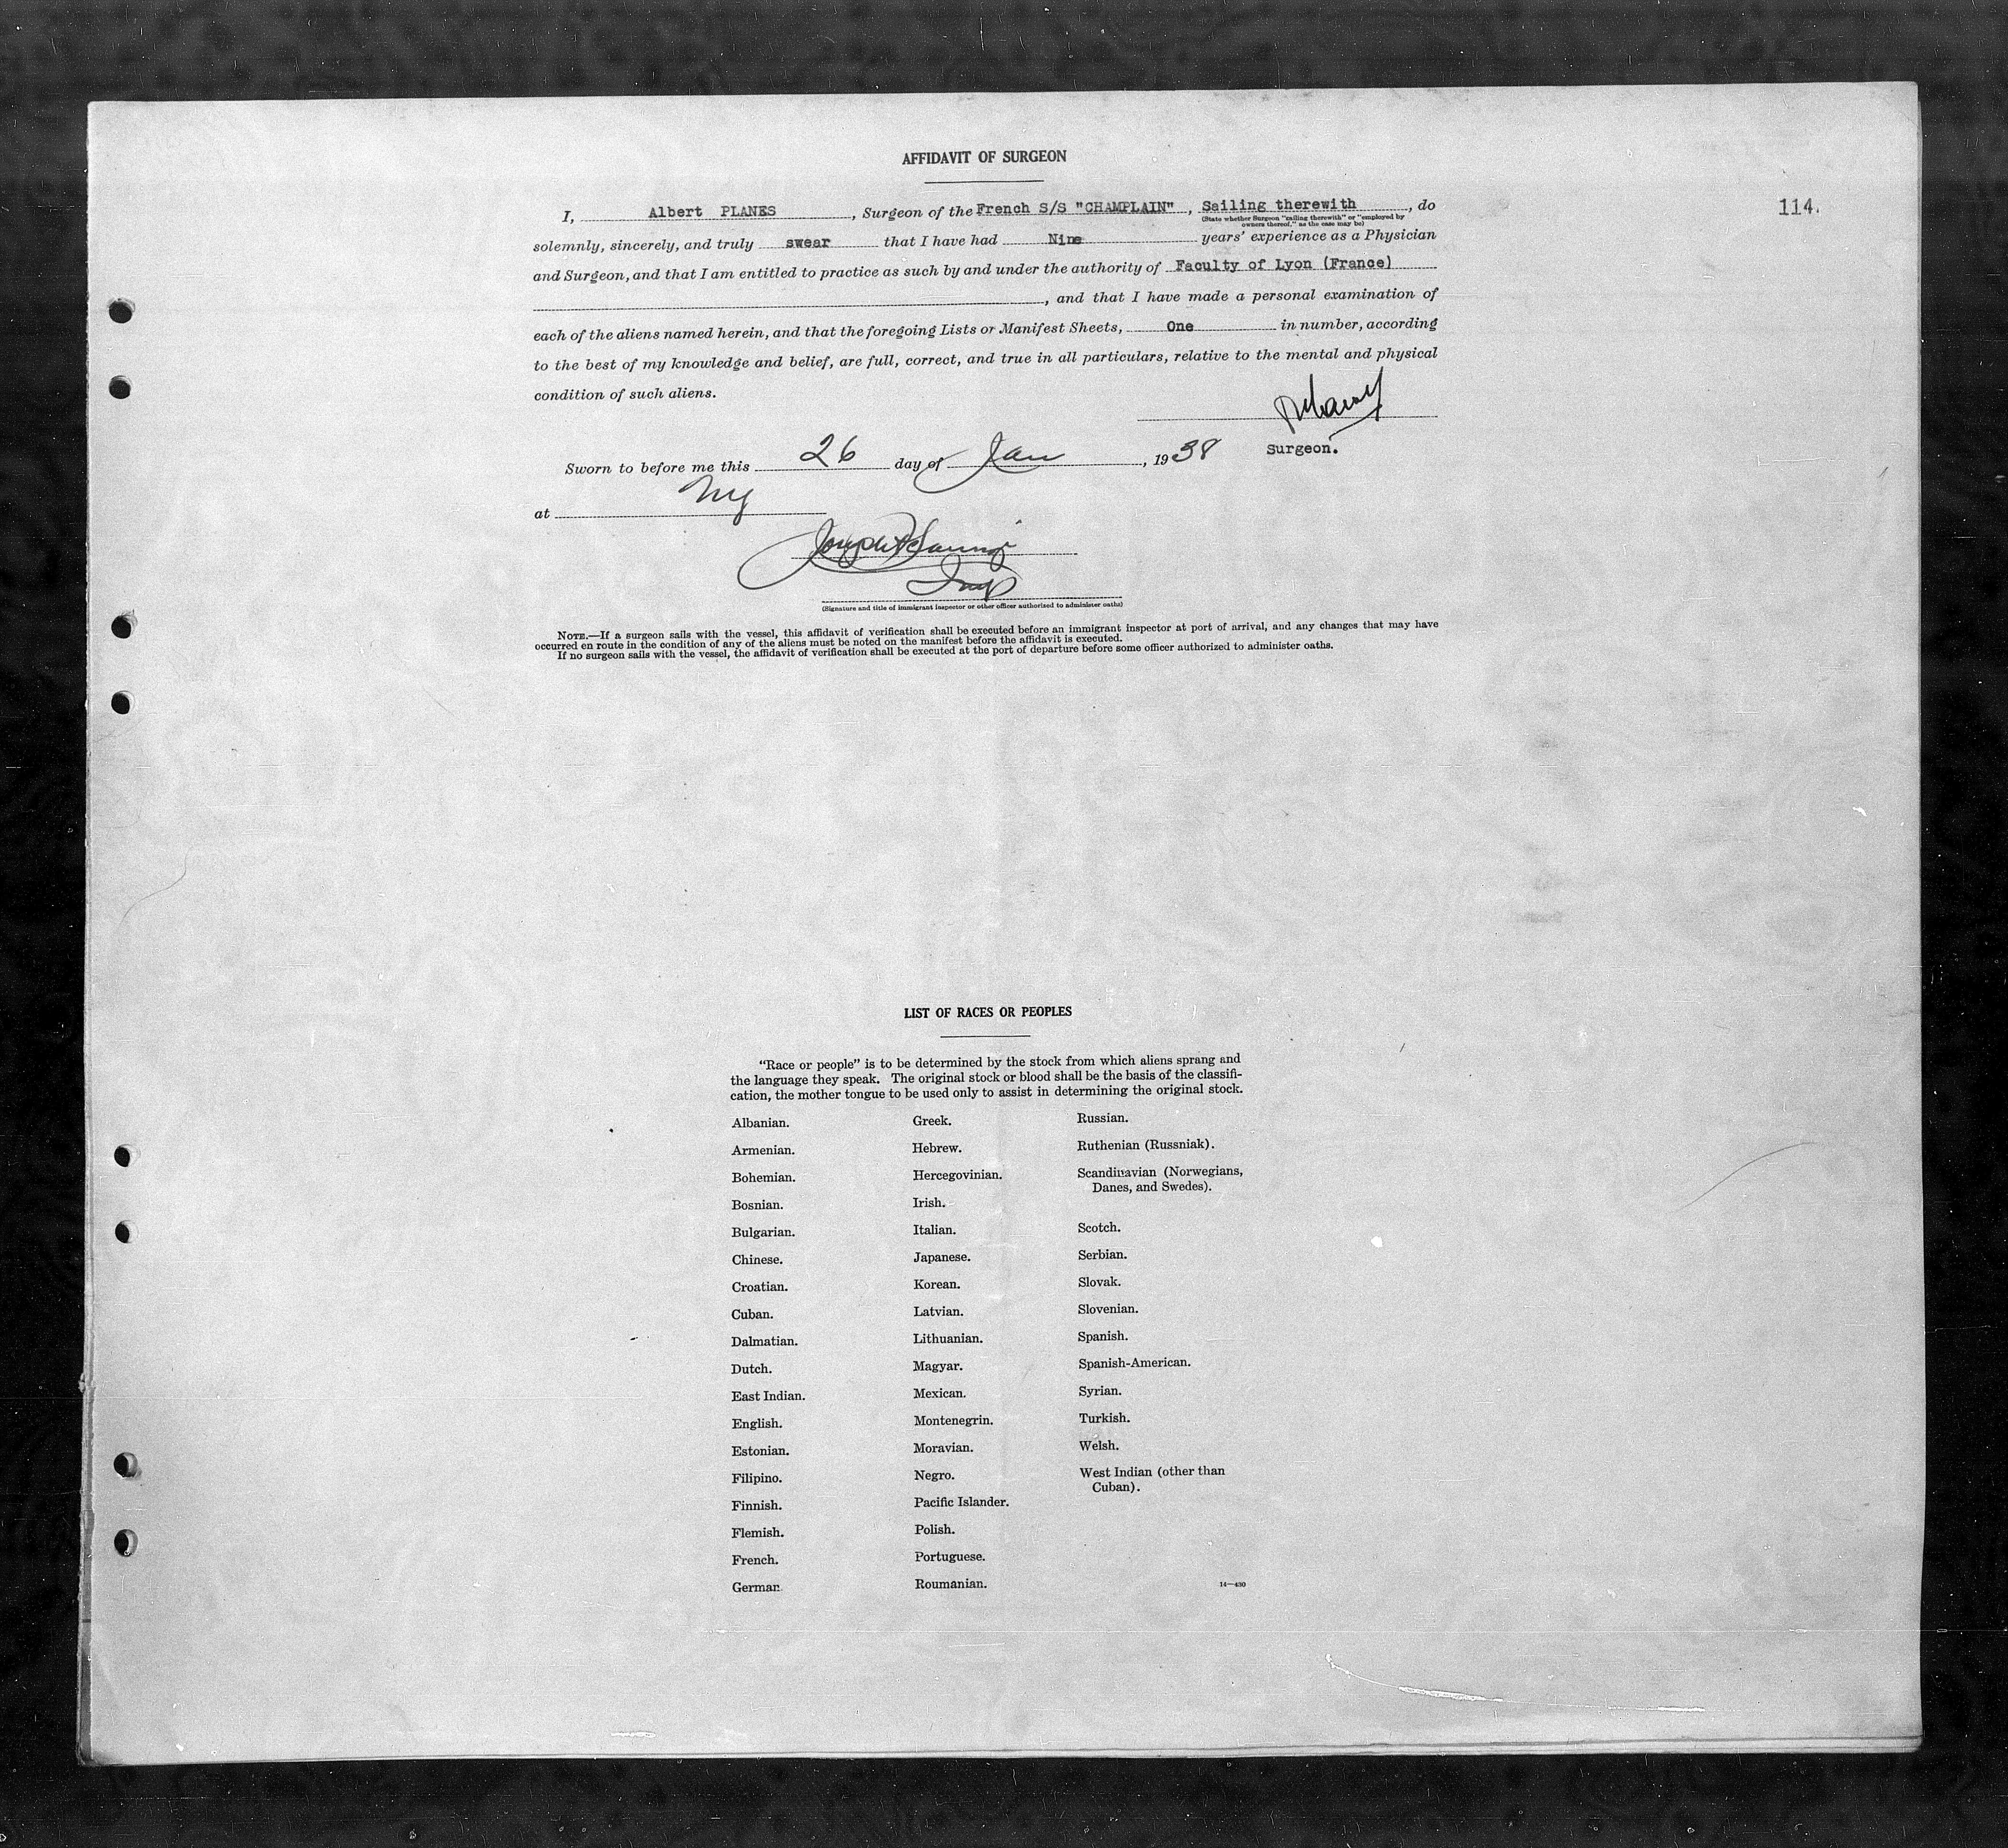 AFFIDAVIT OF SURGEON
114.
I, Albert PLANES, Surgeon of the French S/S "CHAMPLAIN", Sailing therewith, do
(State whether Surgeon "sailing therewith" or "employed by
owners thereof," as the case may be)
solemnly, sincerely, and truly swear that I have had Nine years' experience as a Physician
and Surgeon, and that I am entitled to practice as such by and under the authority of Faculty of Lyon (France)
, and that I have made a personal examination of
each of the aliens named herein, and that the foregoing Lists or Manifest Sheets, One in number, according
to the best of my knowledge and belief, are full, correct, and true in all particulars, relative to the mental and physical
condition of such aliens.
Surgeon.
Sworn to before me this 26 day of Jan, 1938
at NY
Joseph
Insp
(Signature and title of immigrant inspector or other officer authorized to administer oaths)
NOTE.—If a surgeon sails with the vessel, this affidavit of verification shall be executed before an immigrant inspector at port of arrival, and any changes that may have
occurred en route in the condition of any of the aliens must be noted on the manifest before the affidavit is executed.
If no surgeon sails with the vessel, the affidavit of verification shall be executed at the port of departure before some officer authorized to administer oaths.
LIST OF RACES OR PEOPLES
"Race or people" is to be determined by the stock from which aliens sprang and
the language they speak. The original stock or blood shall be the basis of the classifi-
cation, the mother tongue to be used only to assist in determining the original stock.
Albanian.
Armenian.
Bohemian.
Bosnian.
Bulgarian.
Chinese.
Croatian.
Cuban.
Dalmatian.
Dutch.
East Indian.
English.
Estonian.
Filipino.
Finnish.
Flemish.
French.
German
Greek.
Hebrew.
Hercegovinian.
Irish.
Italian.
Japanese.
Korean.
Latvian.
Lithuanian.
Magyar.
Mexican.
Montenegrin.
Moravian.
Negro.
Pacific Islander.
Polish.
Portuguese.
Roumanian.
Russian.
Ruthenian (Russniak).
Scandinavian (Norwegians,
Danes, and Swedes).
Scotch.
Serbian.
Slovak.
Slovenian.
Spanish.
Spanish-American.
Syrian.
Turkish.
Welsh.
West Indian (other than
Cuban).
14—430